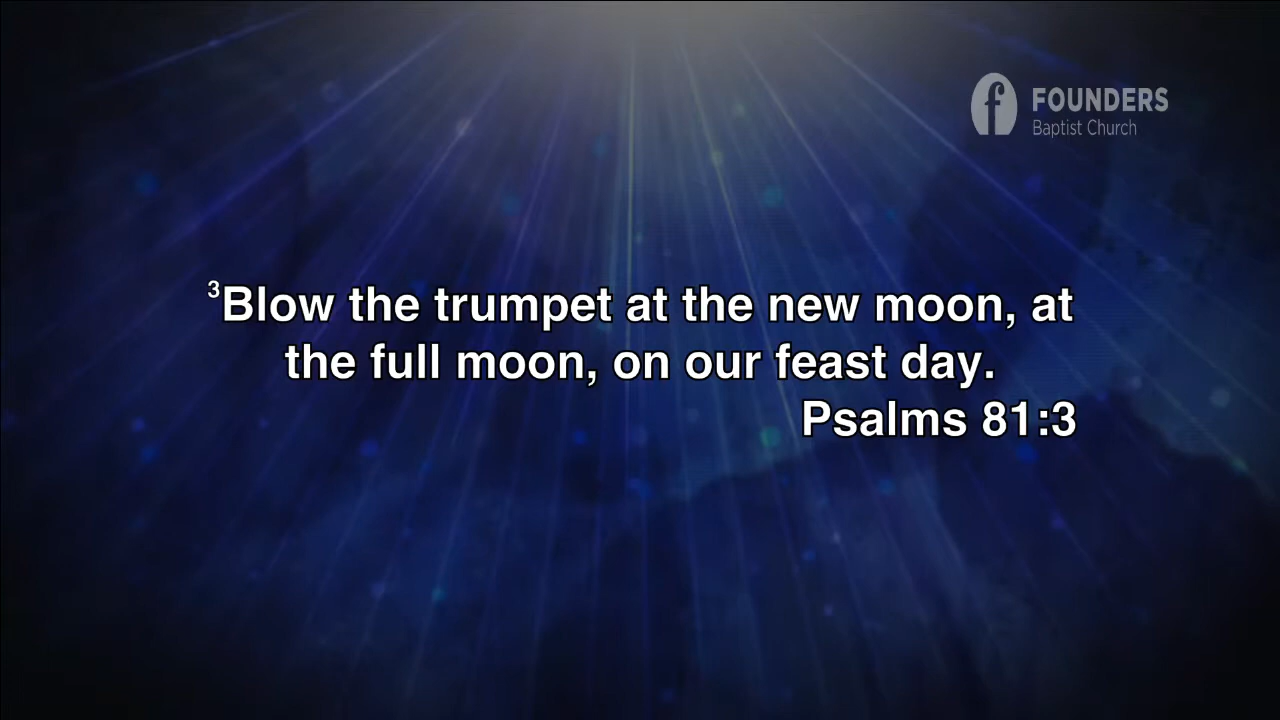 FOUNDERS
Baptist Church
³Blow the trumpet at the new moon, at
the full moon, on our feast day.
Psalms 81:3